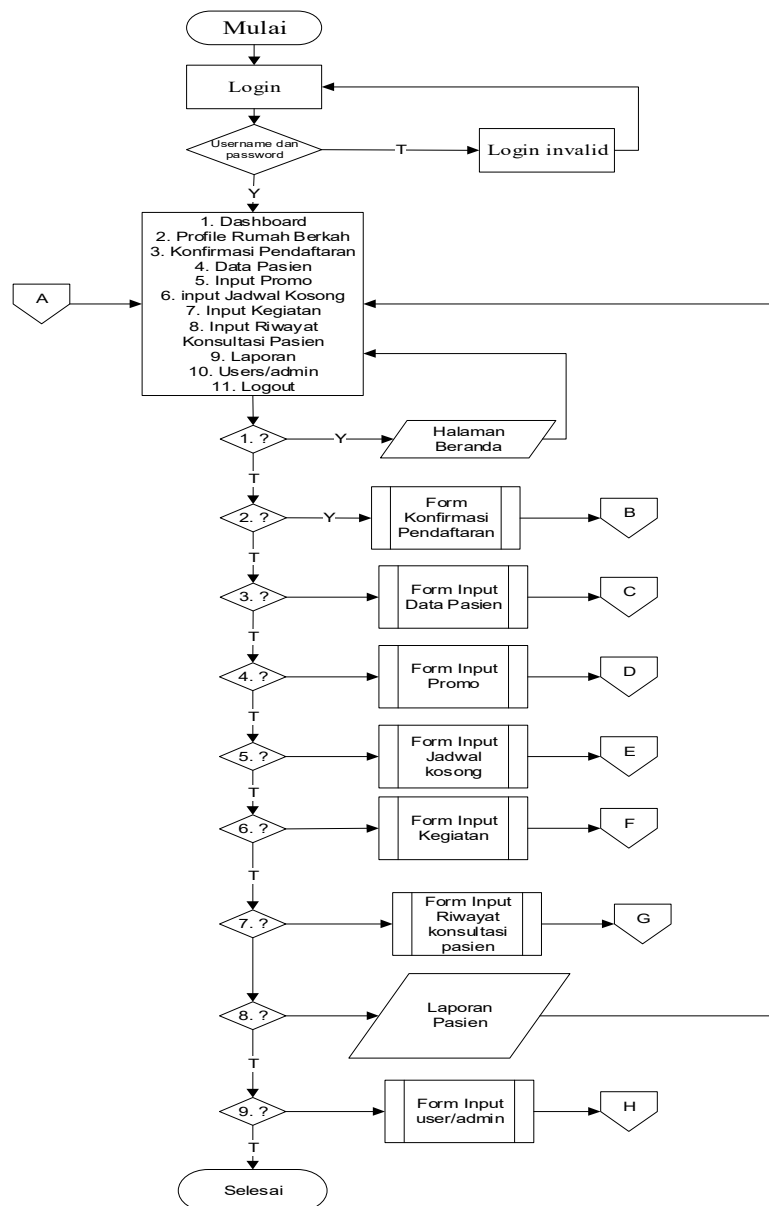 Mulai
Login
Username dan
password
T
Login invalid
Y
1. Dashboard
2. Profile Rumah Berkah
3. Konfirmasi Pendaftaran
4. Data Pasien
5. Input Promo
6. input Jadwal Kosong
7. Input Kegiatan
8. Input Riwayat
Konsultasi Pasien
9. Laporan
10. Users/admin
11. Logout
A
1. ?
Y
Halaman
Beranda
T
2. ?
Y
Form
Konfirmasi
Pendaftaran
B
T
3. ?
Form Input
Data Pasien
C
T
4. ?
Form Input
Promo
D
T
5. ?
Form Input
Jadwal
kosong
E
T
6. ?
Form Input
Kegiatan
F
T
7. ?
Form Input
Riwayat
konsultasi
pasien
G
8. ?
Laporan
Pasien
T
9. ?
Form Input
user/admin
H
T
Selesai